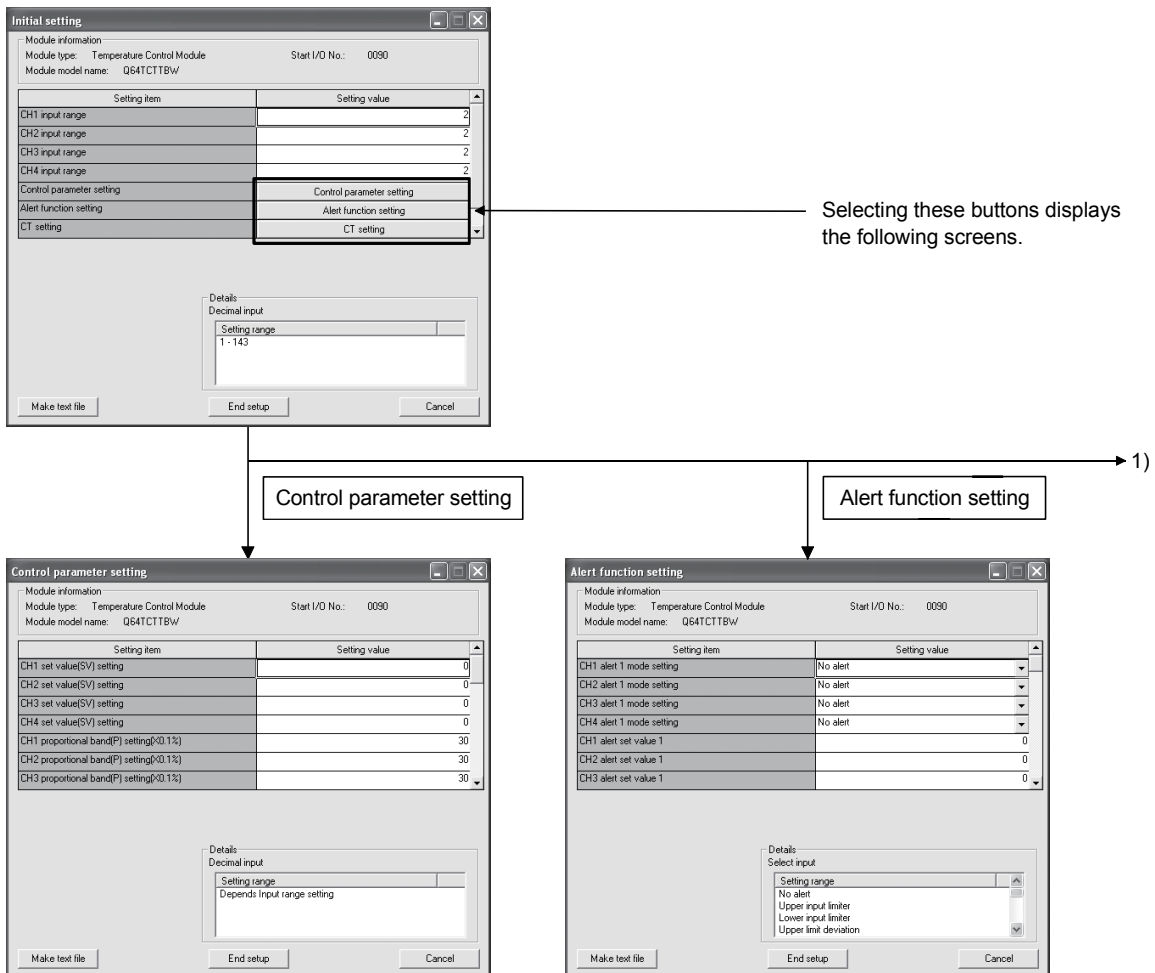 Initial setting
Module information
Module type: Temperature Control Module Start I/O No.: 0090
Module model name: Q64TCTTBW
Setting item Setting value
CH1 input range 2
CH2 input range 2
CH3 input range 2
CH4 input range 2
Control parameter setting Control parameter setting
Alert function setting Alert function setting
CT setting CT setting
Selecting these buttons displays
the following screens.
Details
Decimal input
Setting range
1 - 143
Make text file End setup Cancel
1)
Control parameter setting
Alert function setting
Control parameter setting
Module information
Module type: Temperature Control Module Start I/O No.: 0090
Module model name: Q64TCTTBW
Setting item Setting value
CH1 set value(SV) setting 0
CH2 set value(SV) setting 0
CH3 set value(SV) setting 0
CH4 set value(SV) setting 0
CH1 proportional band(P) setting(X0.1%) 30
CH2 proportional band(P) setting(X0.1%) 30
CH3 proportional band(P) setting(X0.1%) 30
Details
Decimal input
Setting range
Depends Input range setting
Make text file End setup Cancel
Alert function setting
Module information
Module type: Temperature Control Module Start I/O No.: 0090
Module model name: Q64TCTTBW
Setting item Setting value
CH1 alert 1 mode setting No alert
CH2 alert 1 mode setting No alert
CH3 alert 1 mode setting No alert
CH4 alert 1 mode setting No alert
CH1 alert set value 1 0
CH2 alert set value 1 0
CH3 alert set value 1 0
Details
Select input
Setting range
No alert
Upper input limiter
Lower input limiter
Upper limit deviation
Make text file End setup Cancel